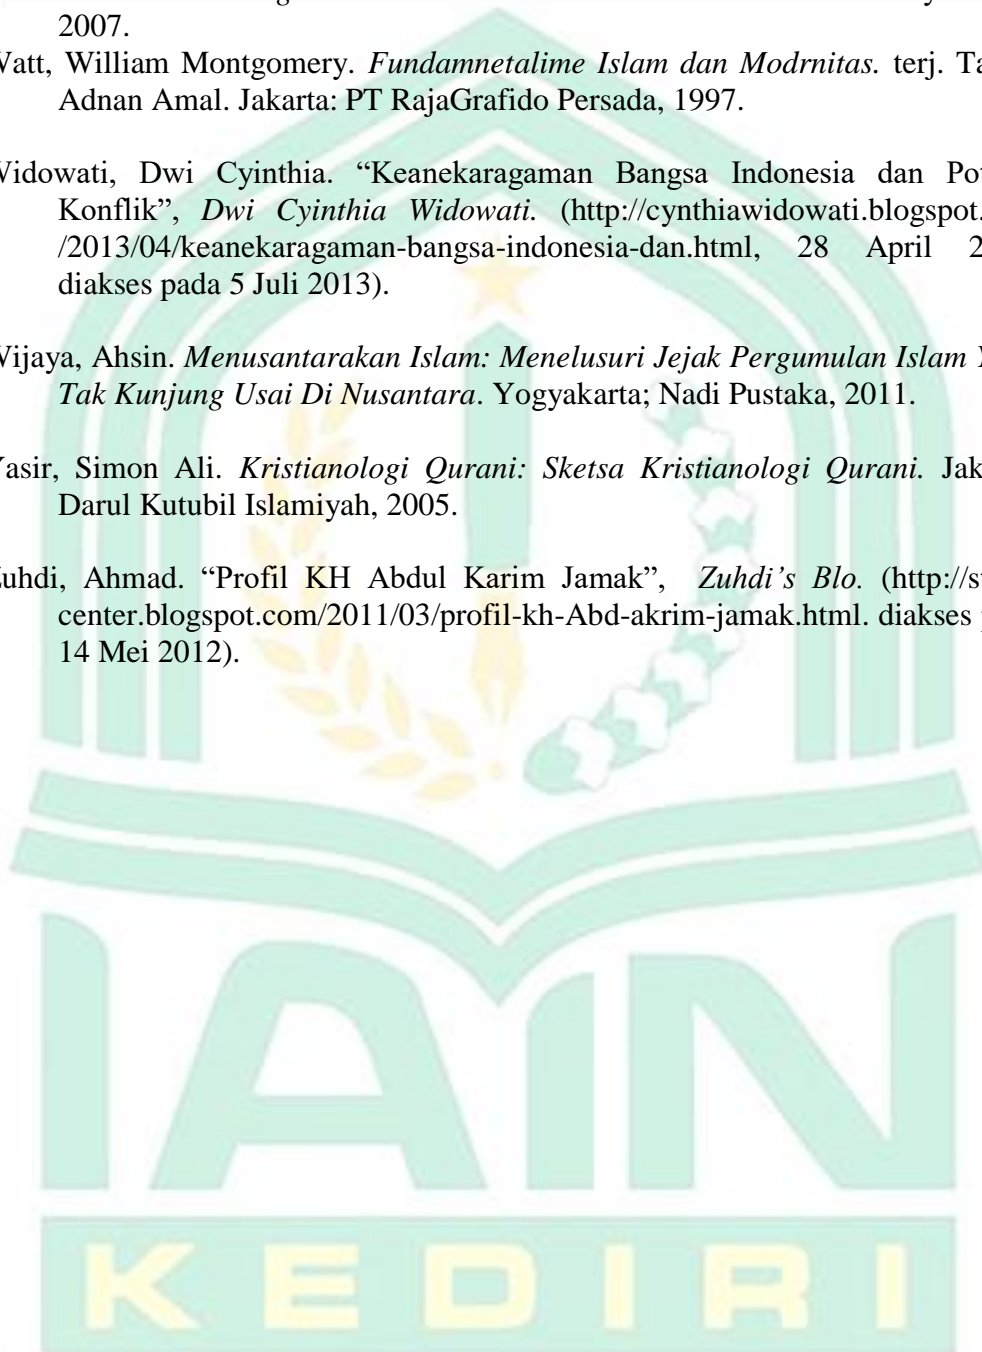 2007.
Watt, William Montgomery. Fundamnetalime Islam dan Modrnitas. terj.
Adnan Amal. Jakarta: PT RajaGrafido Persada, 1997.
Widowati, Dwi Cyinthia. “Keanekaragaman Bangsa Indonesia dan
Konflik”, Dwi Cyinthia Widowati. (http://cynthiawidowati.blogspot.
/2013/04/keanekaragaman-bangsa-indonesia-dan.html, 28 April
diakses pada 5 Juli 2013).
Wijaya, Ahsin. Menusantarakan Islam: Menelusuri Jejak Pergumulan Islam
Tak Kunjung Usai Di Nusantara. Yogyakarta; Nadi Pustaka, 2011.
Yasir, Simon Ali. Kristianologi Qurani: Sketsa Kristianologi Qurani.
Darul Kutubil Islamiyah, 2005.
Zuhdi, Ahmad. “Profil KH Abdul Karim Jamak”, Zuhdi’s Blo. (http://
center.blogspot.com/2011/03/profil-kh-Abd-akrim-jamak.html. diakses
14 Mei 2012).
IAIN
KEDIRI